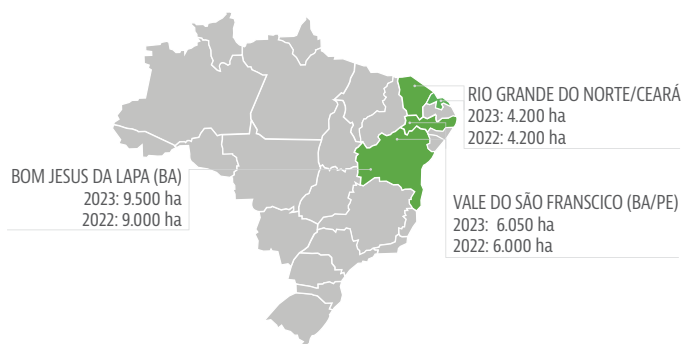 RIO GRANDE DO NORTE/CEARÁ
2023: 4.200 ha
2022: 4.200 ha
BOM JESUS DA LAPA (BA)
2023: 9.500 ha
2022: 9.000 ha
VALE DO SÃO FRANSCICO (BA/PE)
2023: 6.050 ha
2022: 6.000 ha